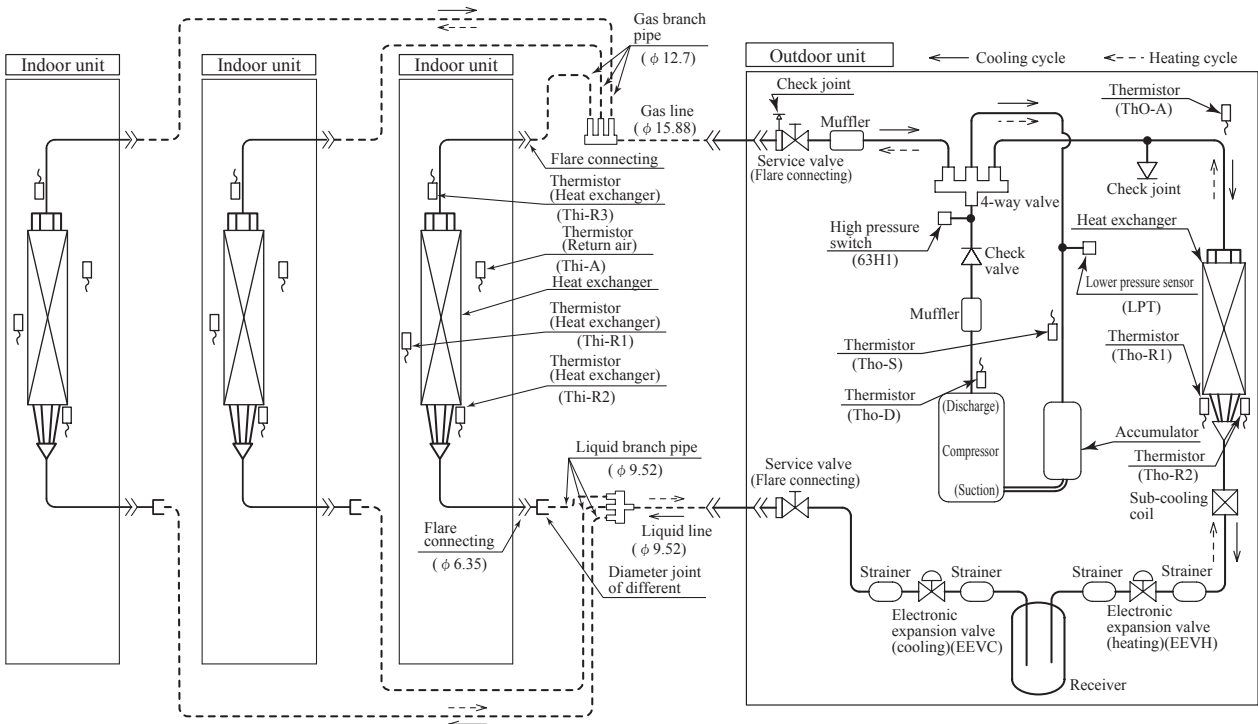 Indoor unit
Indoor unit
Indoor unit
Gas branch
pipe
( ϕ 12.7)
Gas line
( ϕ 15.88)
Flare connecting
Thermistor
(Heat exchanger)
(Thi-R3)
Thermistor
(Return air)
(Thi-A)
Heat exchanger
Thermistor
(Heat exchanger)
(Thi-R1)
Thermistor
(Heat exchanger)
(Thi-R2)
Liquid branch pipe
( ϕ 9.52)
Liquid line
( ϕ 9.52)
Flare
connecting
( ϕ 6.35)
Diameter joint
of different
Outdoor unit
Cooling cycle
Heating cycle
Check joint
Muffler
Service valve
(Flare connecting)
Thermistor
(ThO-A)
Check joint
4-way valve
High pressure
switch
(63H1)
Check
valve
Heat exchanger
Lower pressure sensor
(LPT)
Muffler
Thermistor
(Tho-S)
Thermistor
(Tho-R1)
Thermistor
(Tho-D)
(Discharge)
Compressor
(Suction)
Accumulator
Thermistor
(Tho-R2)
Service valve
(Flare connecting)
Sub-cooling
coil
Strainer
Strainer
Strainer
Strainer
Electronic
expansion valve
(cooling)(EEVC)
Electronic
expansion valve
(heating)(EEVH)
Receiver